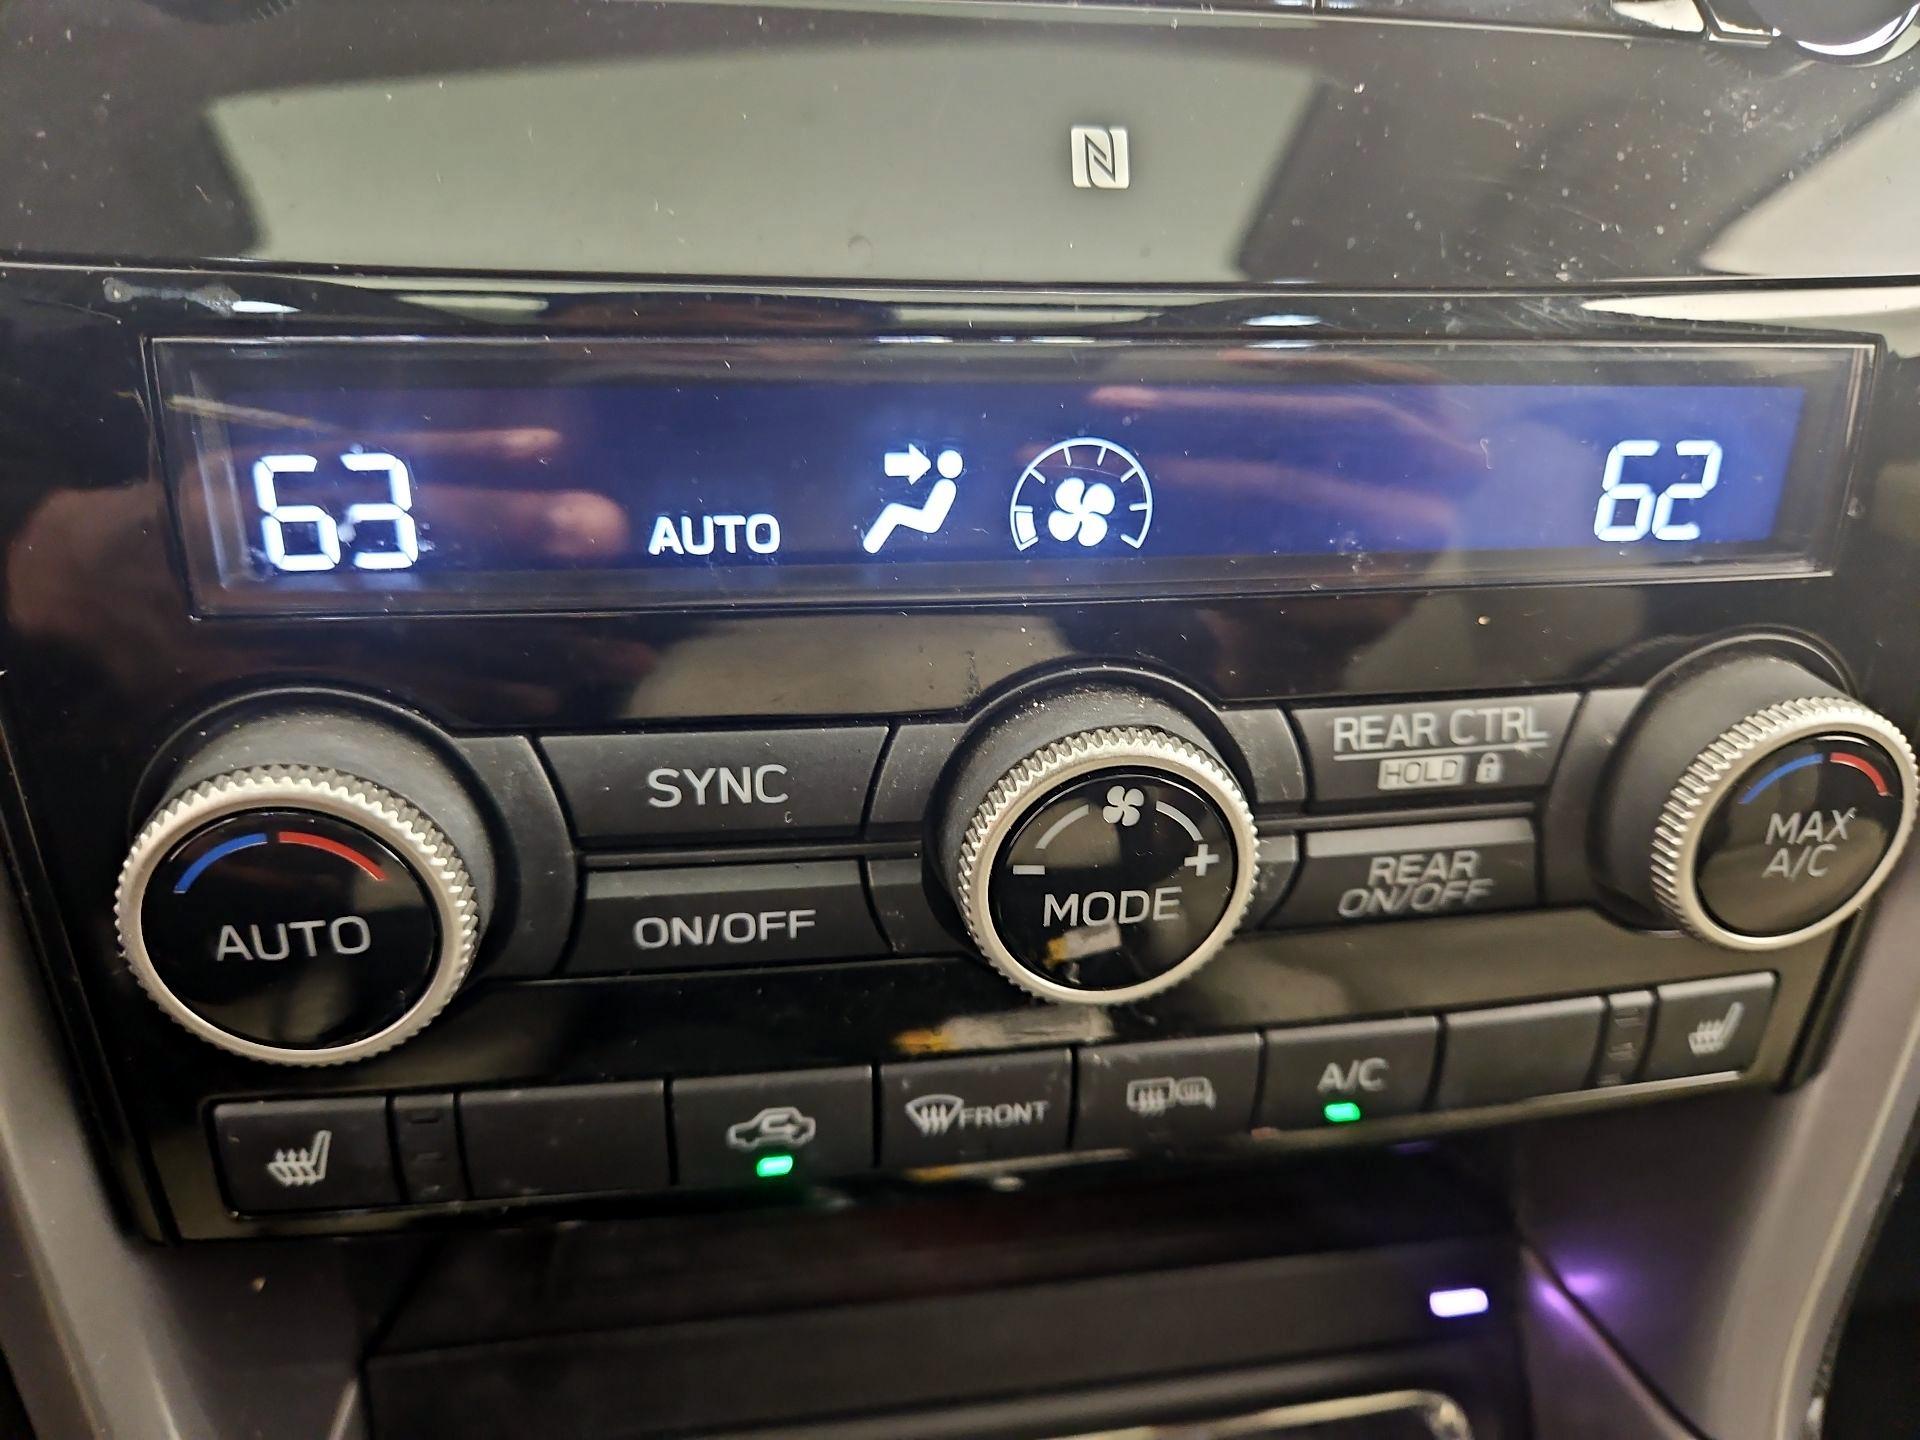 63 AUTO 62
SYNC
REAR CTRL
HOLD
AUTO
ON/OFF
MODE
REAR
ON/OFF
MAX
A/C
FRONT
A/C